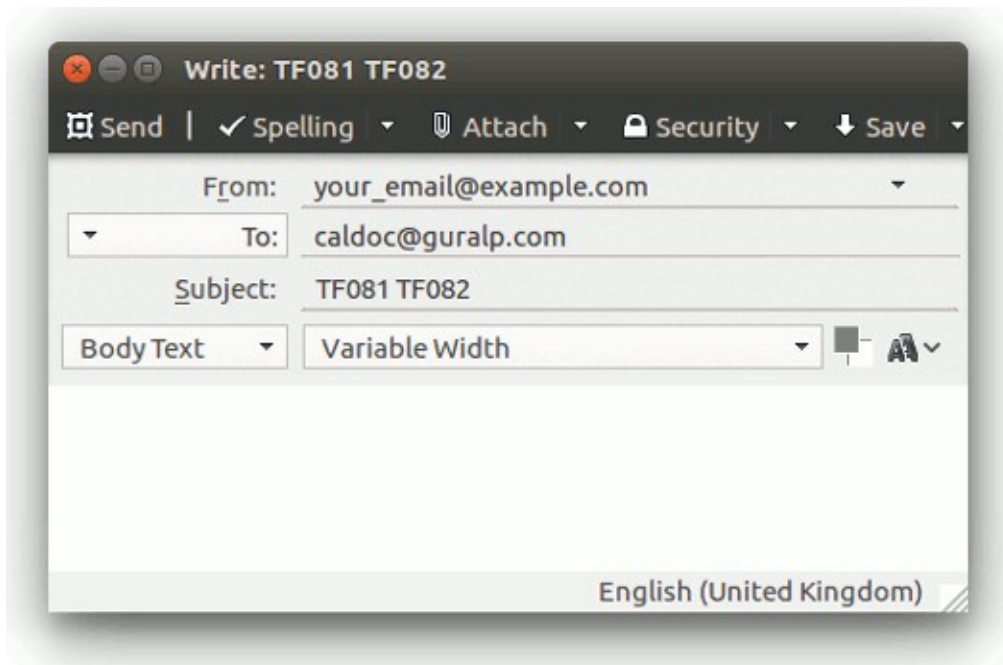 Write: TF081 TF082
Send | Spelling Attach Security Save
From: your_email@example.com
To: caldoc@guralp.com
Subject: TF081 TF082
Body Text Variable Width
English (United Kingdom)